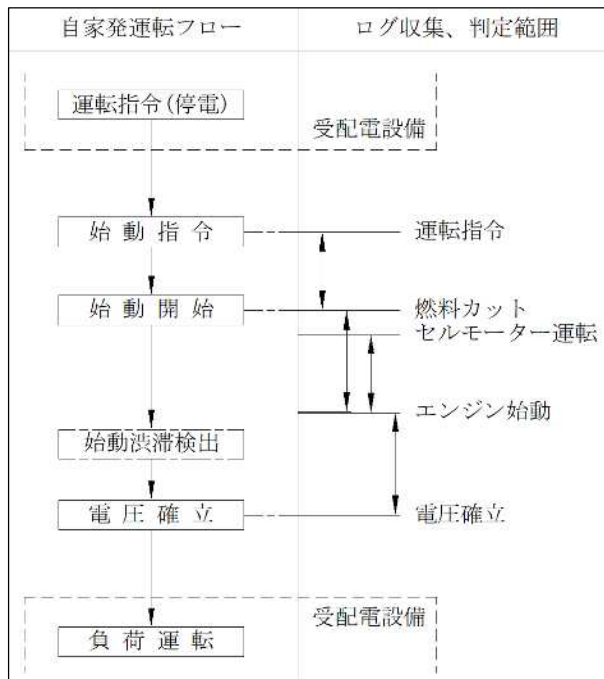 自家発運転フロー
ログ収集、判定範囲
運転指令(停電)
受配電設備
始動指令
運転指令
始動開始
燃料カット
セルモーター運転
エンジン始動
始動渋滞検出
電圧確立
電圧確立
受配電設備
負荷運転